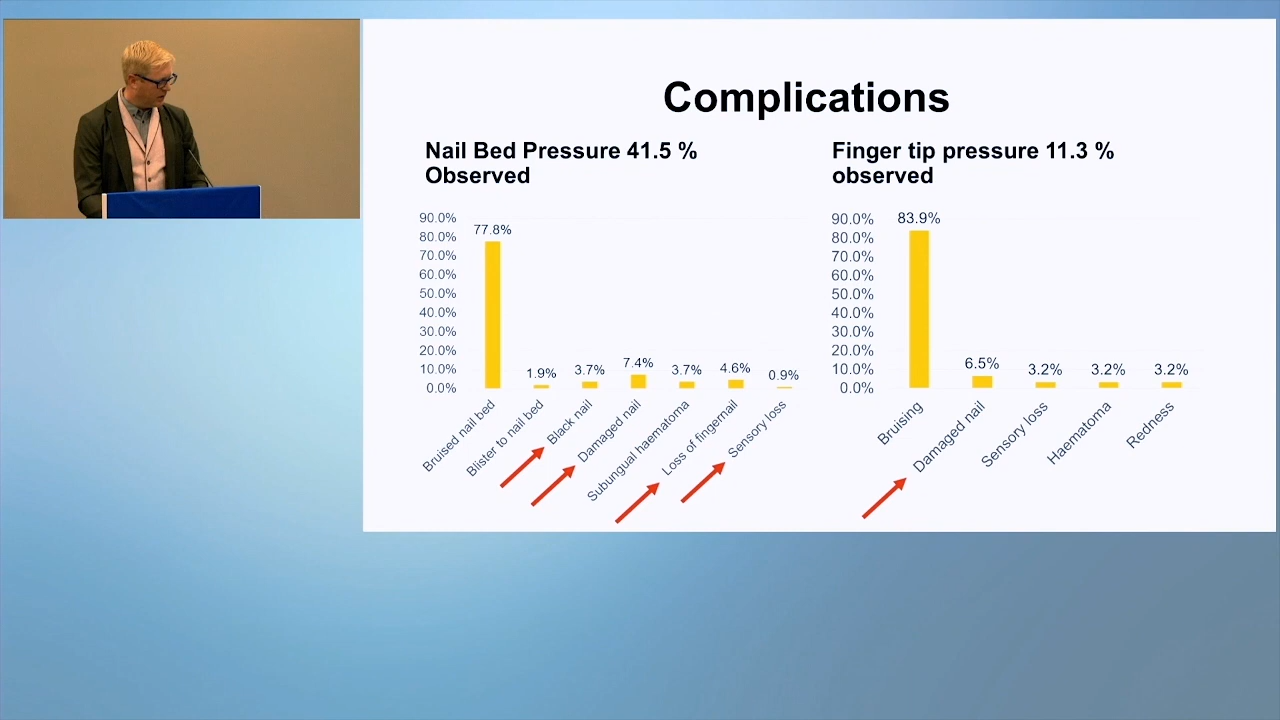 Complications
Nail Bed Pressure 41.5 %
Observed
90.0%
80.0%
70.0%
60.0%
50.0%
40.0%
30.0%
20.0%
10.0%
0.0%
77.8%
1.9%
3.7%
7.4%
3.7%
4.6%
0.9%
Bruised nail bed
Blister to nail bed
Black nail
Damaged nail
Subungual haematoma
Loss of fingernail
Sensory loss
Finger tip pressure 11.3 %
observed
90.0%
80.0%
70.0%
60.0%
50.0%
40.0%
30.0%
20.0%
10.0%
0.0%
83.9%
6.5%
3.2%
3.2%
3.2%
Bruising
Damaged nail
Sensory loss
Haematoma
Redness